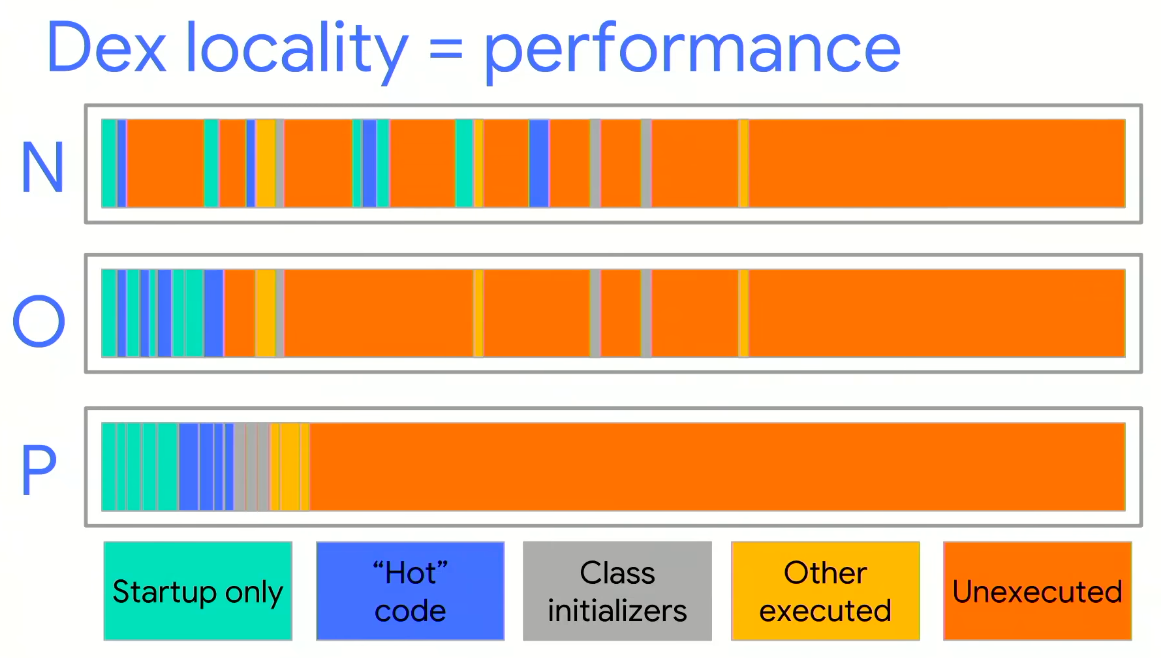 Dex locality = performance
N
O
P
Startup only
“Hot”
code
Class
initializers
Other
executed
Unexecuted